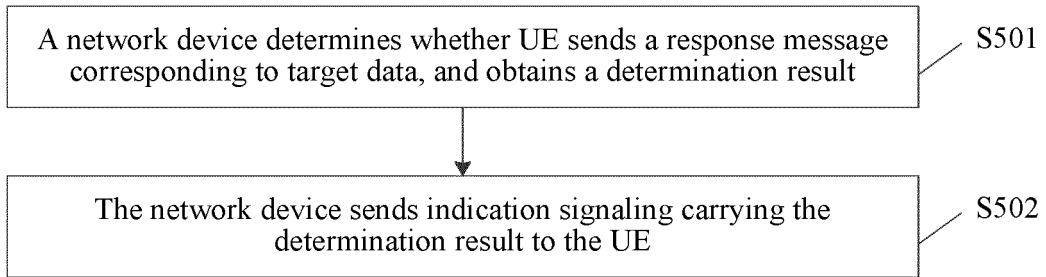 A network device determines whether UE sends a response message
corresponding to target data, and obtains a determination result
S501
The network device sends indication signaling carrying the
determination result to the UE
S502